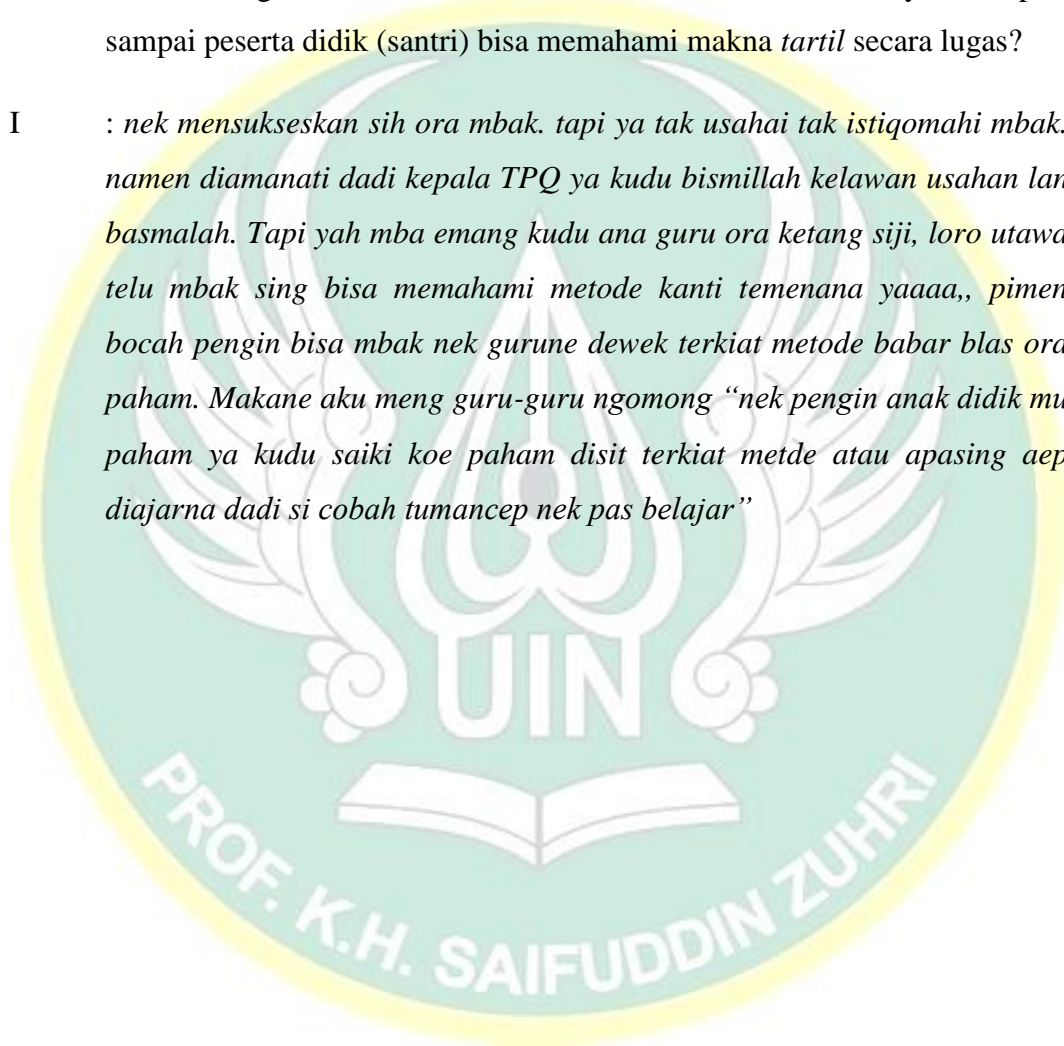 sampai peserta didik (santri) bisa memahami makna tartil secara lugas?
I : nek mensukseskan sih ora mbak. tapi ya tak usahai tak istiqomahi mbak.
namen diamanati dadi kepala TPQ ya kudu bismillah kelawan usahan lan
basmalah. Tapi yah mba emang kudu ana guru ora ketang siji, loro utawa
telu mbak sing bisa memahami metode kanti temenana yaaaa,, pimen
bocah pengin bisa mbak nek gurune dewek terkiat metode babar blas ora
paham. Makane aku meng guru-guru ngomong “nek pengin anak didik mu
paham ya kudu saiki koe paham disit terkiat metde atau apasing aep
diajarna dadi si cobah tumancep nek pas belajar”
UIN
PROF. K.H. SAIFUDDIN ZUHRI